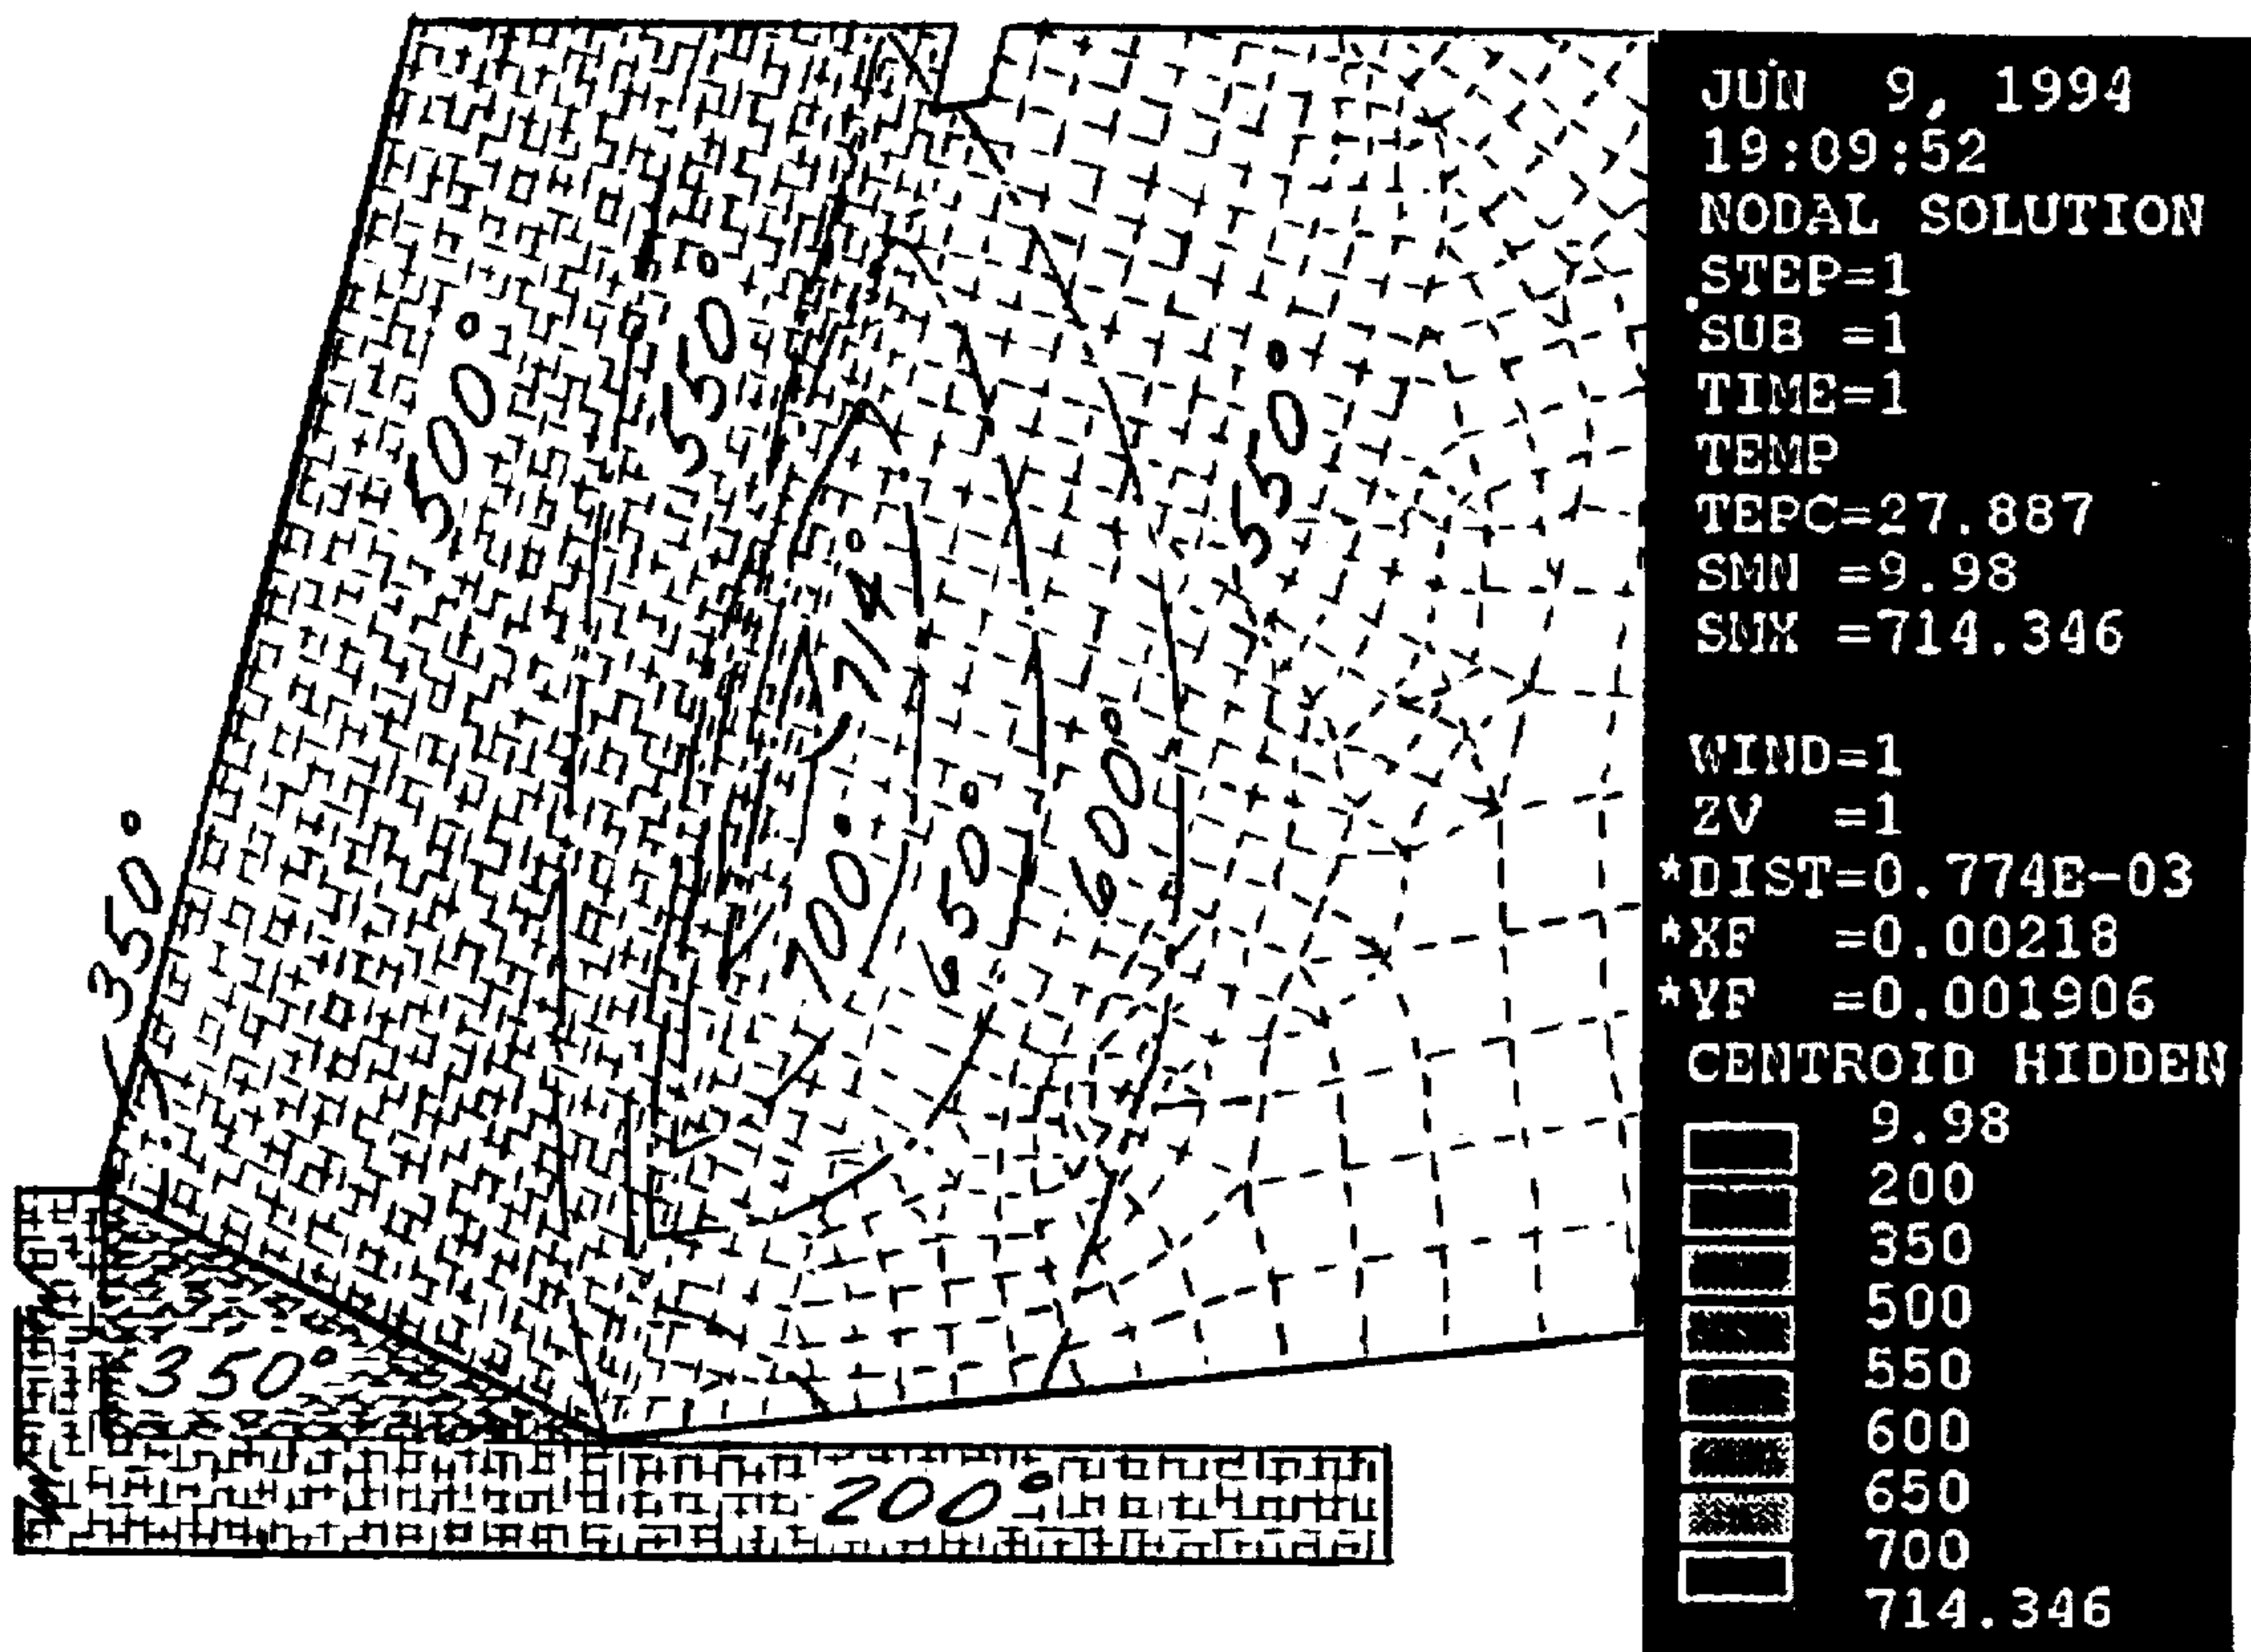 500°
550°
350°
714°
550°
700°
650°
600°
350°
200°
JUN 9, 1994
19:09:52
NODAL SOLUTION
STEP=1
SUB =1
TIME=1
TEMP
TEPC=27.887
SMN =9.98
SMX =714.346
WIND=1
ZV =1
*DIST=0.774E-03
*XF =0.00218
*YF =0.001906
CENTROID HIDDEN
9.98
200
350
500
550
600
650
700
714.346